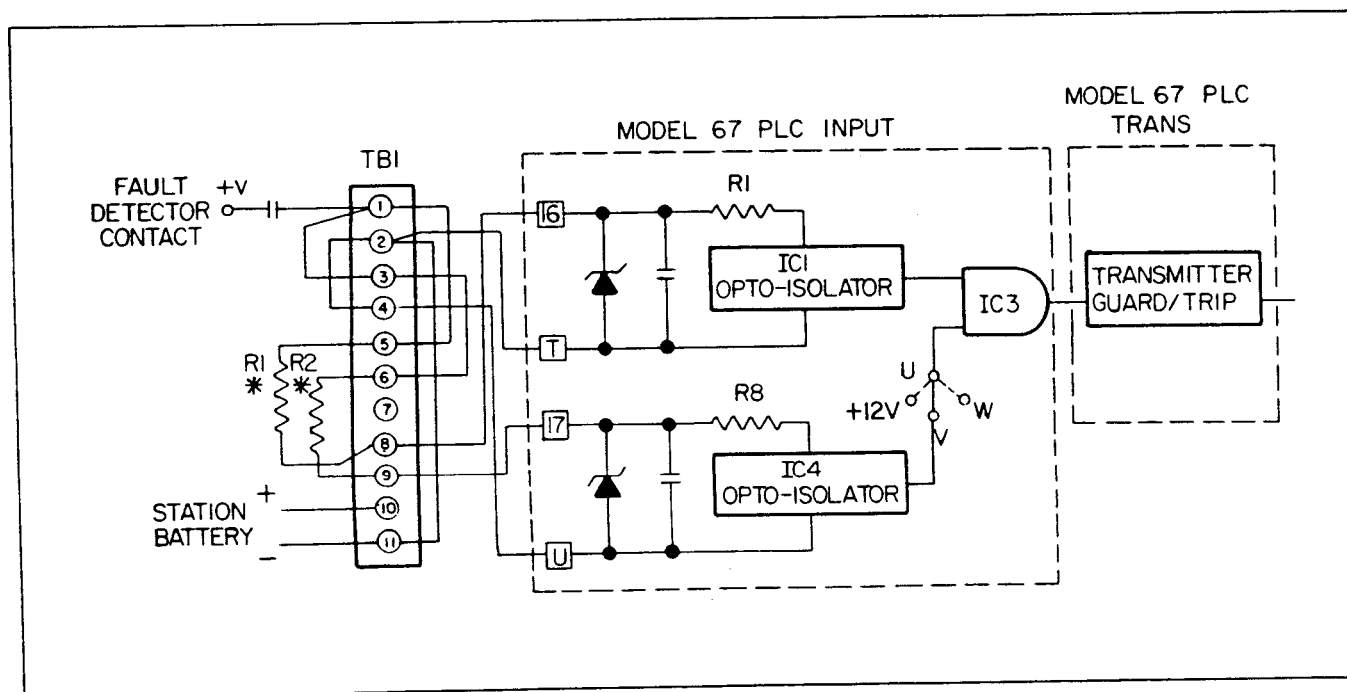 MODEL 67 PLC
TRANS
MODEL 67 PLC INPUT
TB1
FAULT
DETECTOR
CONTACT
+V
1
2
3
4
5
6
7
8
9
10
11
R1
*
R2
*
STATION
BATTERY
+
–
16
T
17
U
R1
IC1
OPTO-ISOLATOR
R8
IC4
OPTO-ISOLATOR
IC3
U
+12V
W
V
TRANSMITTER
GUARD/TRIP